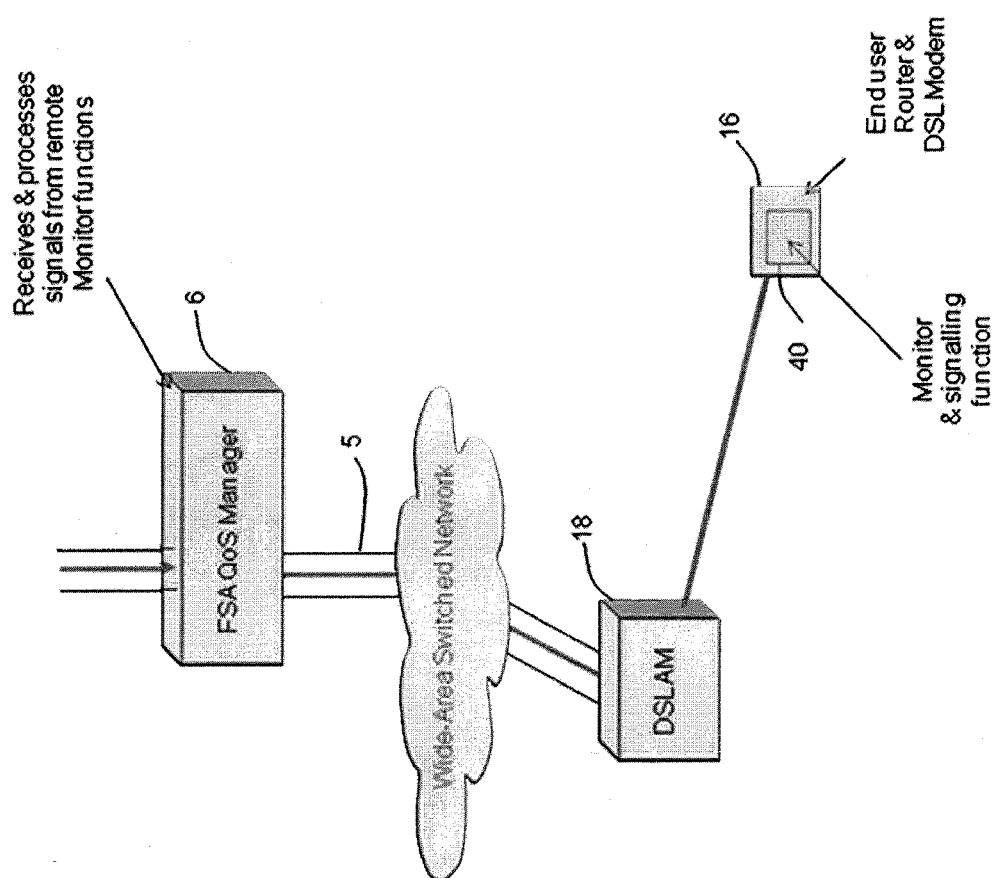 Receives & processes
signals from remote
Monitor functions
6
FSA QoS Manager
5
Wide-Area Switched Network
18
DSLAM
16
40
End user
Router &
DSL Modem
Monitor
& signalling
function